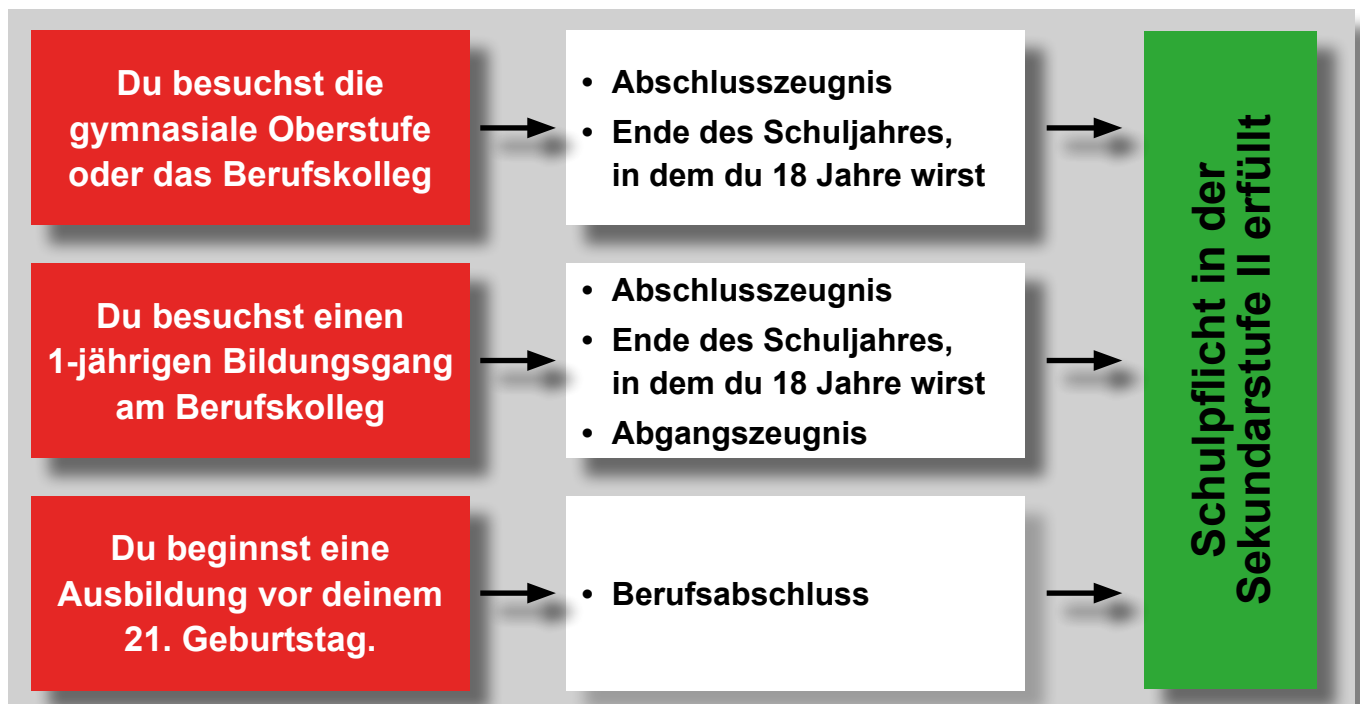 Du besuchst die
gymnasiale Oberstufe
oder das Berufskolleg
• Abschlusszeugnis
• Ende des Schuljahres,
in dem du 18 Jahre wirst
Du besuchst einen
1-jährigen Bildungsgang
am Berufskolleg
• Abschlusszeugnis
• Ende des Schuljahres,
in dem du 18 Jahre wirst
• Abgangszeugnis
Du beginnst eine
Ausbildung vor deinem
21. Geburtstag.
• Berufsabschluss
Schulpflicht in der
Sekundarstufe II erfüllt